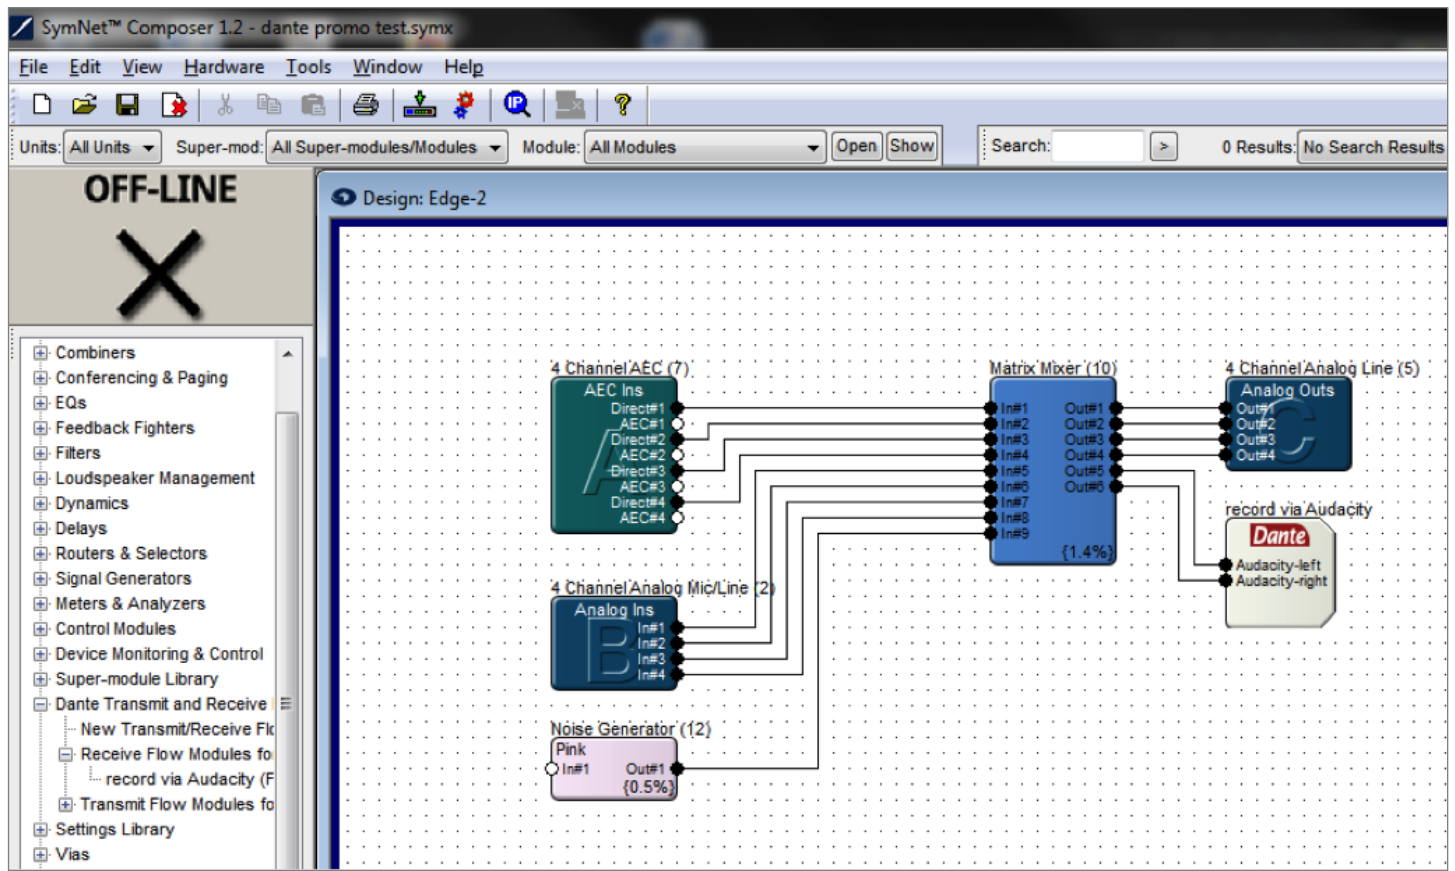 SymNet™ Composer 1.2 - dante promo test.symx
File Edit View Hardware Tools Window Help
IP ?
Units: All Units Super-mod: All Super-modules/Modules Module: All Modules Open Show Search: > 0 Results: No Search Results
OFF-LINE
Combiners
Conferencing & Paging
EQs
Feedback Fighters
Filters
Loudspeaker Management
Dynamics
Delays
Routers & Selectors
Signal Generators
Meters & Analyzers
Control Modules
Device Monitoring & Control
Super-module Library
Dante Transmit and Receive
New Transmit/Receive Flo
Receive Flow Modules fo
record via Audacity (F
Transmit Flow Modules fo
Settings Library
Vias
Design: Edge-2
4 Channel AEC (7)
AEC Ins
A
Direct#1
AEC#1
Direct#2
AEC#2
Direct#3
AEC#3
Direct#4
AEC#4
4 Channel Analog Mic/Line (2)
Analog Ins
B
In#1
In#2
In#3
In#4
Noise Generator (12)
Pink
In#1 Out#1
{0.5%}
Matrix Mixer (10)
In#1 Out#1
In#2 Out#2
In#3 Out#3
In#4 Out#4
In#5 Out#5
In#6 Out#6
In#7
In#8
In#9
{1.4%}
4 Channel Analog Line (5)
Analog Outs
C
Out#1
Out#2
Out#3
Out#4
record via Audacity
Dante
Audacity-left
Audacity-right